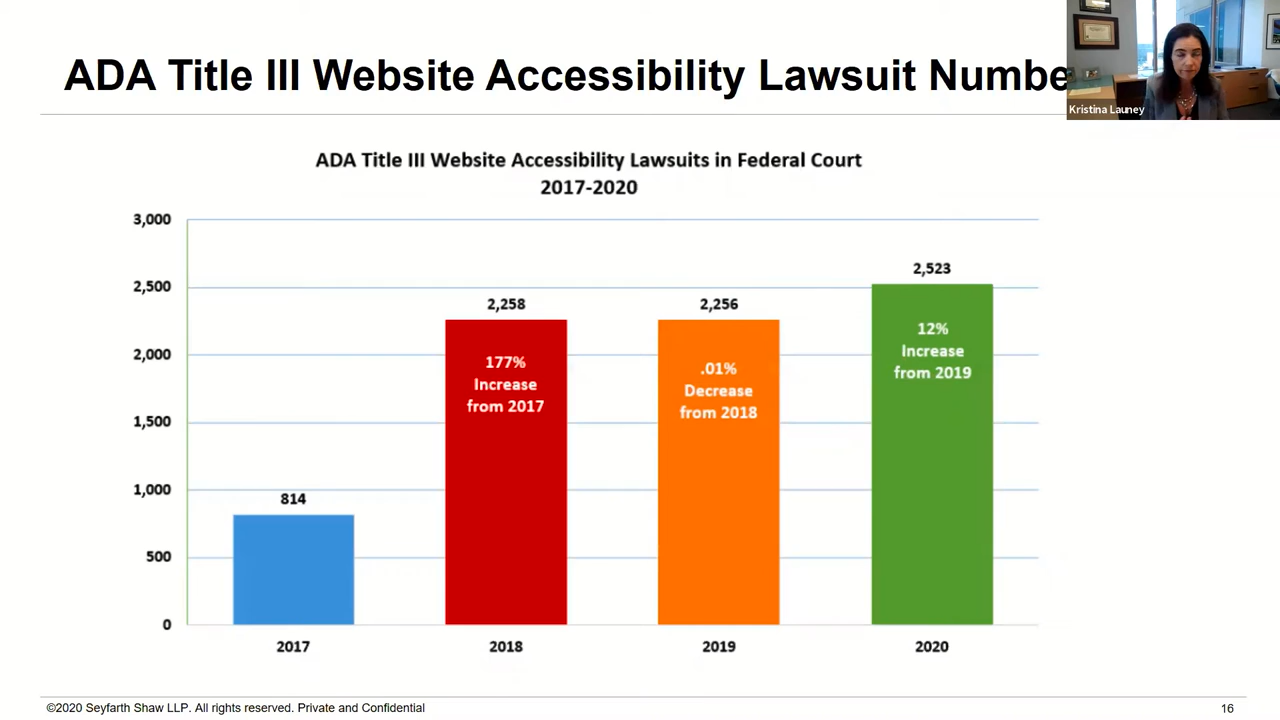 ADA Title III Website Accessibility Lawsuit Numbe
Kristina Launey
ADA Title III Website Accessibility Lawsuits in Federal Court
2017-2020
3,000
2,500
2,000
1,500
1,000
500
0
814
2,258
177%
Increase
from 2017
2,256
.01%
Decrease
from 2018
2,523
12%
Increase
from 2019
2017
2018
2019
2020
©2020 Seyfarth Shaw LLP. All rights reserved. Private and Confidential
16